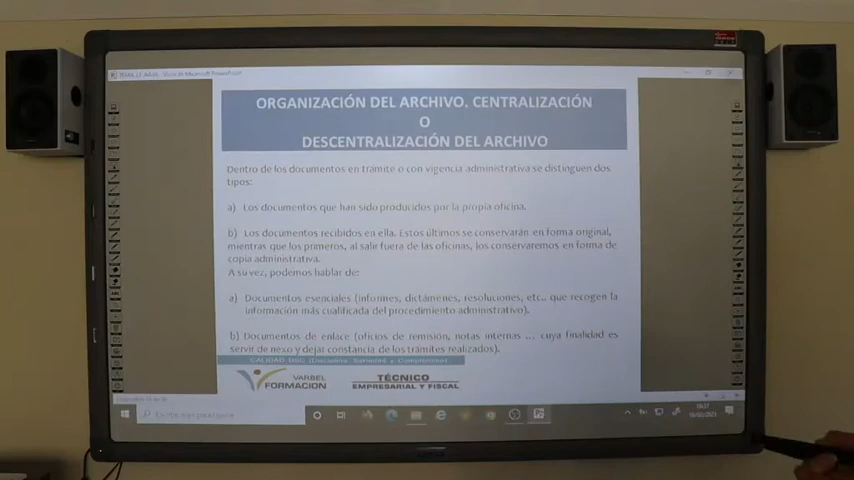 ORGANIZACIÓN DEL ARCHIVO. CENTRALIZACIÓN
O
DESCENTRALIZACIÓN DEL ARCHIVO
Dentro de los documentos en trámite o con vigencia administrativa se distinguen dos
tipos:
a) Los documentos que han sido producidos por la propia oficina.
b) Los documentos recibidos en ella. Estos últimos se conservarán en forma original,
mientras que los primeros, al salir fuera de las oficinas, los conservaremos en forma de
copia administrativa.
A su vez, podemos hablar de:
a) Documentos esenciales (informes, dictámenes, resoluciones, etc.. que recogen la
información más cualificada del procedimiento administrativo).
b) Documentos de enlace (oficios de remisión, notas internas ... cuya finalidad es
servir de nexo y dejar constancia de los trámites realizados).
CALIDAD DSC (Disciplina, Seriedad y Compromiso)
VARBEL
FORMACION
TÉCNICO
EMPRESARIAL Y FISCAL